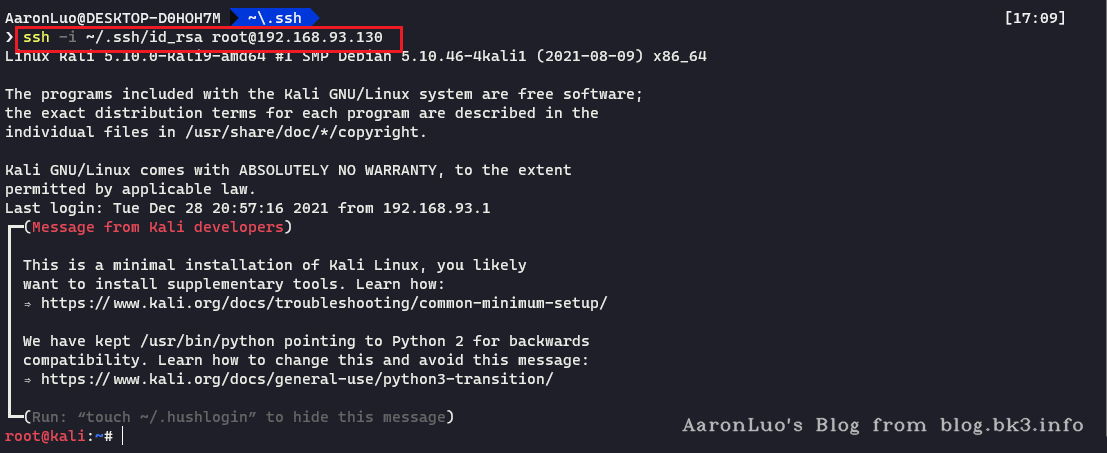 AaronLuo@DESKTOP-D0HOH7M ~\.ssh [17:09]
❯ ssh -i ~/.ssh/id_rsa root@192.168.93.130
Linux kali 5.10.0-kali9-amd64 #1 SMP Debian 5.10.46-4kali1 (2021-08-09) x86_64
The programs included with the Kali GNU/Linux system are free software;
the exact distribution terms for each program are described in the
individual files in /usr/share/doc/*/copyright.
Kali GNU/Linux comes with ABSOLUTELY NO WARRANTY, to the extent
permitted by applicable law.
Last login: Tue Dec 28 20:57:16 2021 from 192.168.93.1
(Message from Kali developers)
This is a minimal installation of Kali Linux, you likely
want to install supplementary tools. Learn how:
⇒ https://www.kali.org/docs/troubleshooting/common-minimum-setup/
We have kept /usr/bin/python pointing to Python 2 for backwards
compatibility. Learn how to change this and avoid this message:
⇒ https://www.kali.org/docs/general-use/python3-transition/
(Run: “touch ~/.hushlogin” to hide this message)
root@kali:~#
AaronLuo's Blog from blog.bk3.info